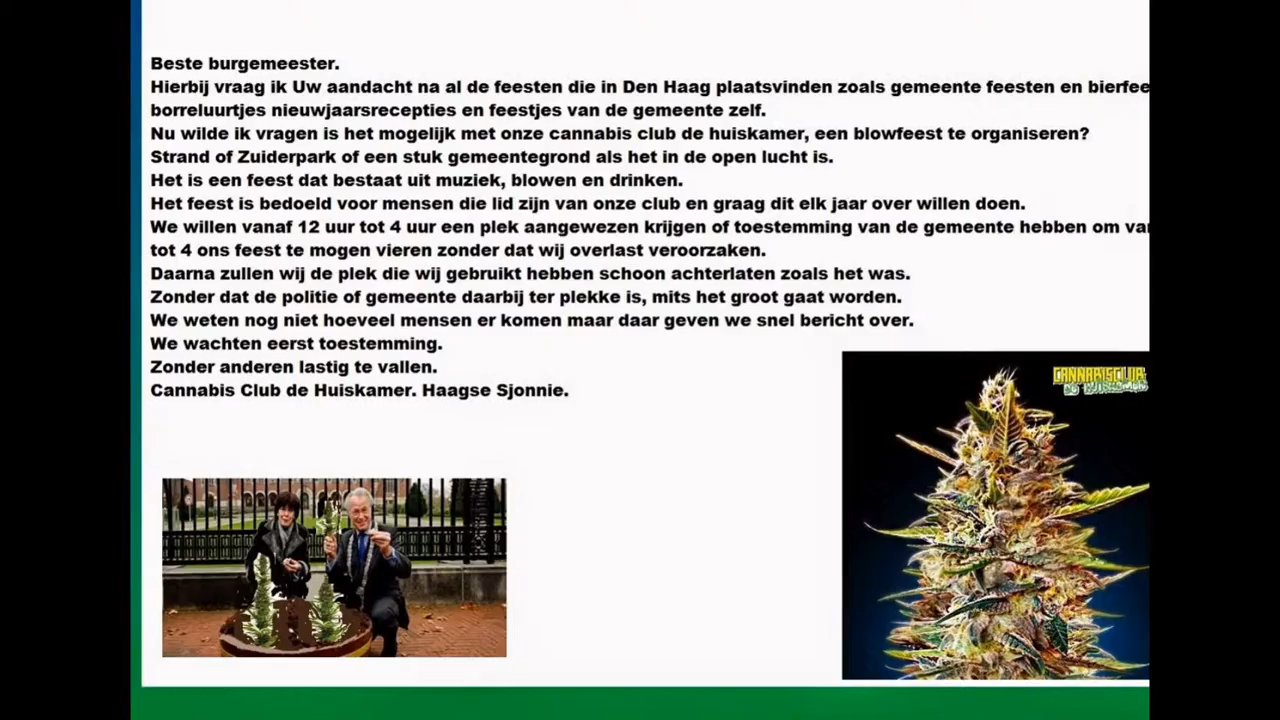 Beste burgemeester.
Hierbij vraag ik Uw aandacht na al de feesten die in Den Haag plaatsvinden zoals gemeente feesten en
borreluurtjes nieuwjaarsrecepties en feestjes van de gemeente zelf.
Nu wilde ik vragen is het mogelijk met onze cannabis club de huiskamer, een blowfeest te organiseren?
Strand of Zuiderpark of een stuk gemeentegrond als het in de open lucht is.
Het is een feest dat bestaat uit muziek, blowen en drinken.
Het feest is bedoeld voor mensen die lid zijn van onze club en graag dit elk jaar over willen doen.
We willen vanaf 12 uur tot 4 uur een plek aangewezen krijgen of toestemming van de gemeente hebben om
tot 4 ons feest te mogen vieren zonder dat wij overlast veroorzaken.
Daarna zullen wij de plek die wij gebruikt hebben schoon achterlaten zoals het was.
Zonder dat de politie of gemeente daarbij ter plekke is, mits het groot gaat worden.
We weten nog niet hoeveel mensen er komen maar daar geven we snel bericht over.
We wachten eerst toestemming.
Zonder anderen lastig te vallen.
Cannabis Club de Huiskamer. Haagse Sjonnie.
CANNABISCLUB